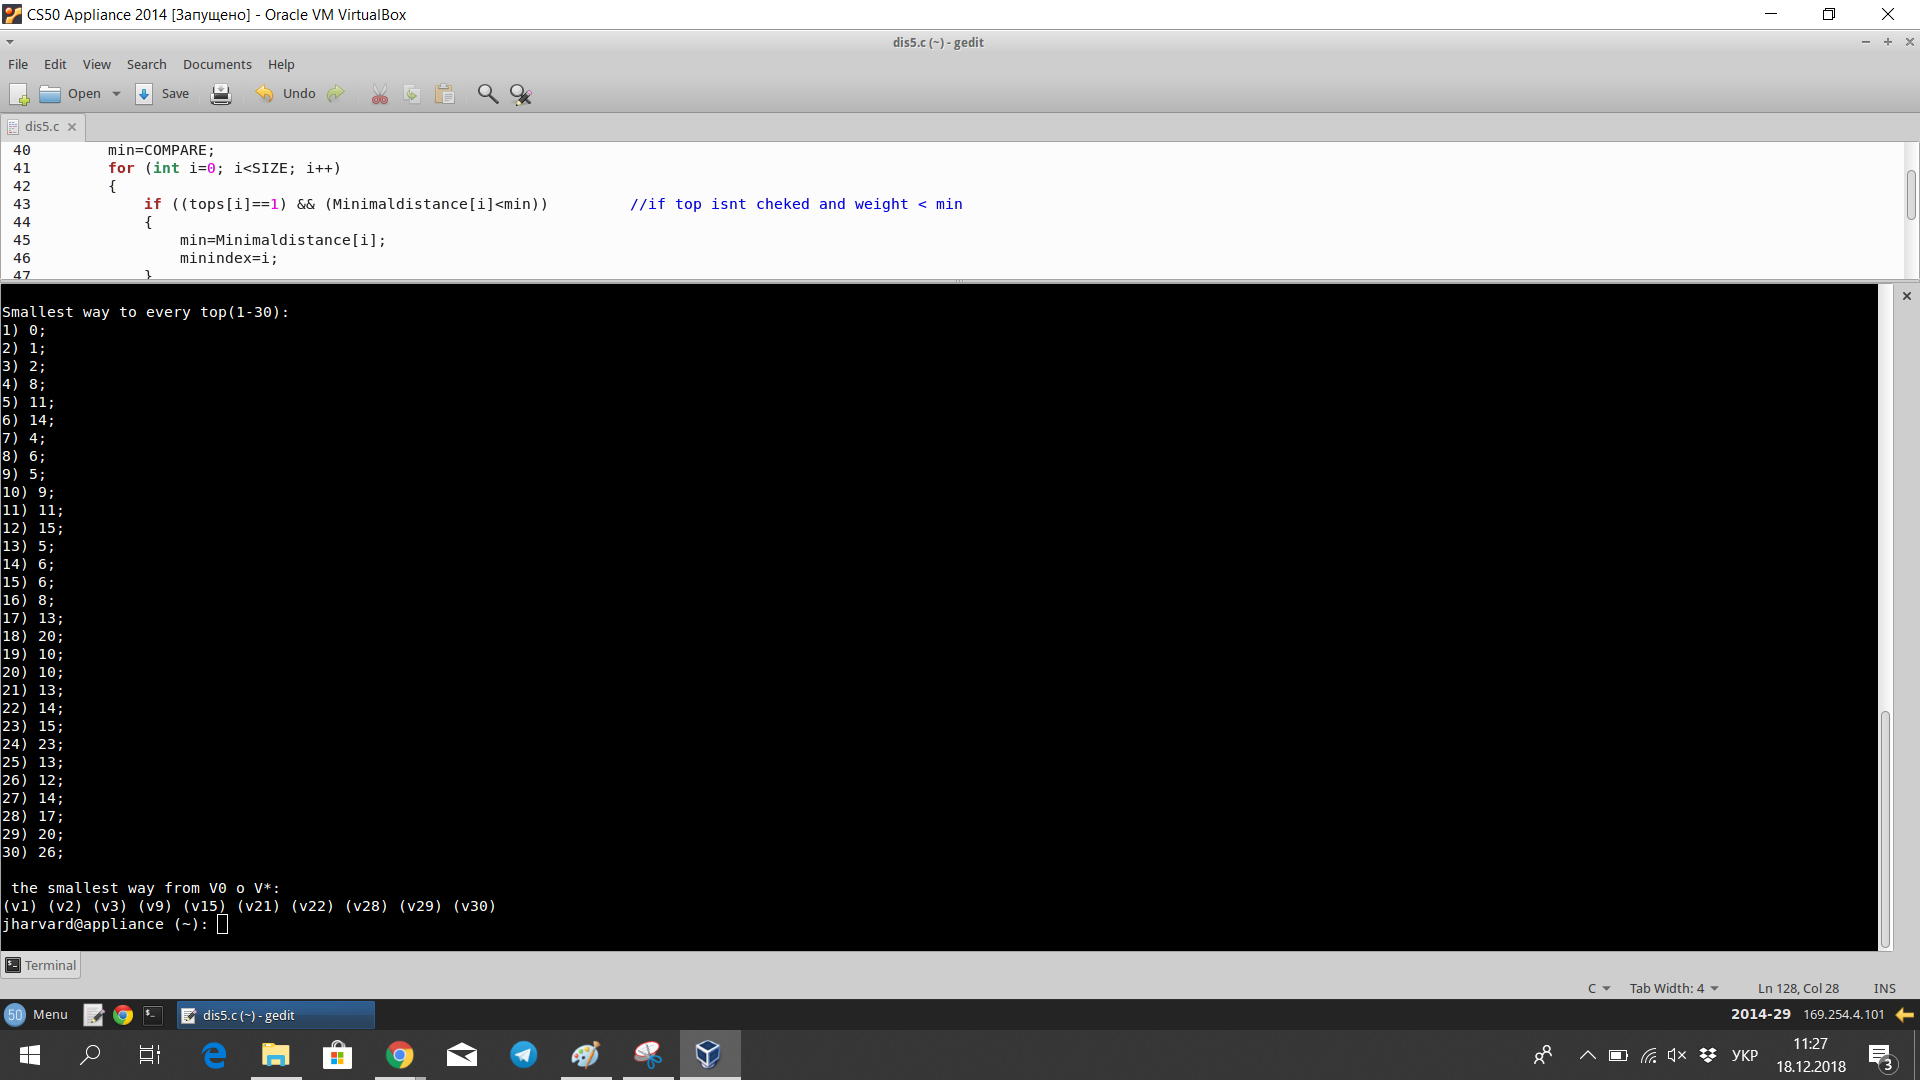 CS50 Appliance 2014 [Запущено] - Oracle VM VirtualBox
dis5.c (~) - gedit
File Edit View Search Documents Help
Open Save Undo
dis5.c
40 min=COMPARE;
41 for (int i=0; i<SIZE; i++)
42 {
43 if ((tops[i]==1) && (Minimaldistance[i]<min)) //if top isnt cheked and weight < min
44 {
45 min=Minimaldistance[i];
46 minindex=i;
47 }
Smallest way to every top(1-30):
1) 0;
2) 1;
3) 2;
4) 8;
5) 11;
6) 14;
7) 4;
8) 6;
9) 5;
10) 9;
11) 11;
12) 15;
13) 5;
14) 6;
15) 6;
16) 8;
17) 13;
18) 20;
19) 10;
20) 10;
21) 13;
22) 14;
23) 15;
24) 23;
25) 13;
26) 12;
27) 14;
28) 17;
29) 20;
30) 26;
the smallest way from V0 o V*:
(v1) (v2) (v3) (v9) (v15) (v21) (v22) (v28) (v29) (v30)
jharvard@appliance (~):
Terminal
C Tab Width: 4 Ln 128, Col 28 INS
50 Menu dis5.c (~) - gedit 2014-29 169.254.4.101
УКР 11:27
18.12.2018 3